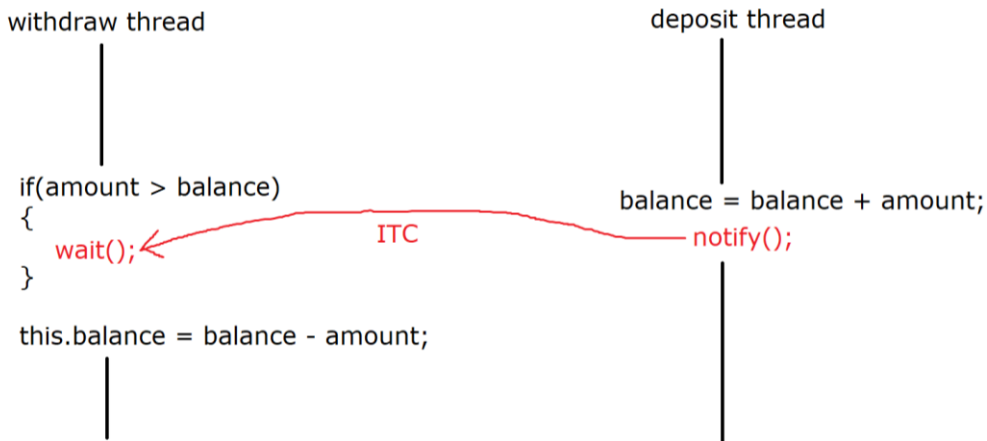 withdraw thread
if(amount > balance)
{
wait();
}
this.balance = balance - amount;
ITC
deposit thread
balance = balance + amount;
notify();